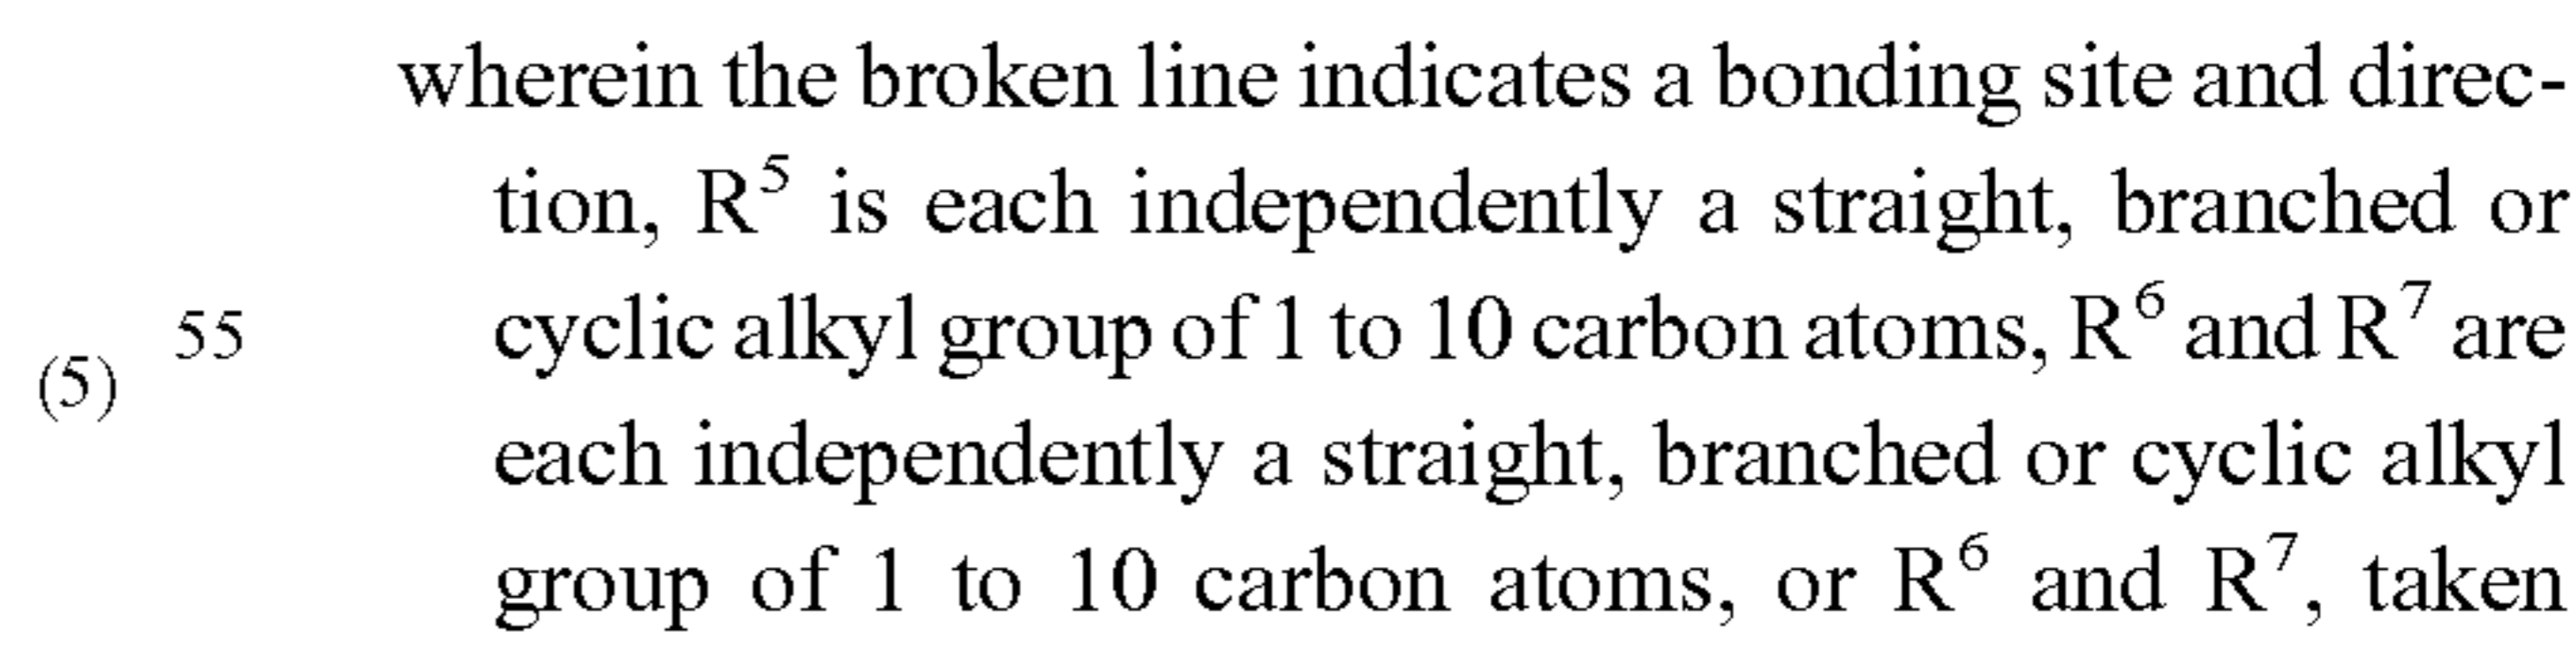 wherein the broken line indicates a bonding site and direc-
tion, R⁵ is each independently a straight, branched or
(5) 55 cyclic alkyl group of 1 to 10 carbon atoms, R⁶ and R⁷ are
each independently a straight, branched or cyclic alkyl
group of 1 to 10 carbon atoms, or R⁶ and R⁷, taken